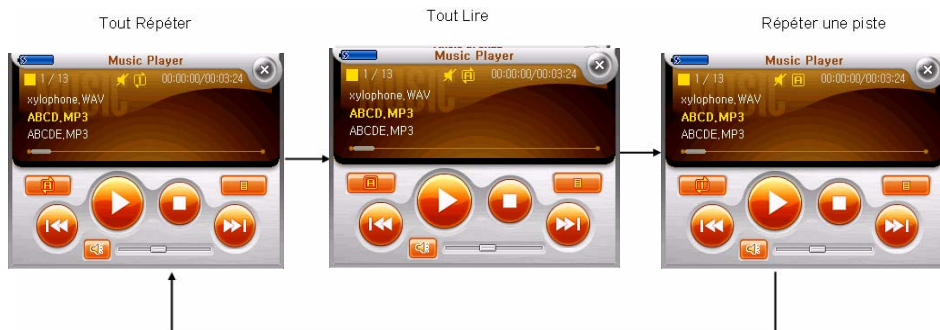 Tout Répéter
Tout Lire
Répéter une piste
Music Player
1 / 13
00:00:00/00:03:24
xylophone,WAV
ABCD,MP3
ABCDE,MP3
Music Player
1 / 13
00:00:00/00:03:24
xylophone,WAV
ABCD,MP3
ABCDE,MP3
Music Player
1 / 13
00:00:00/00:03:24
xylophone,WAV
ABCD,MP3
ABCDE,MP3